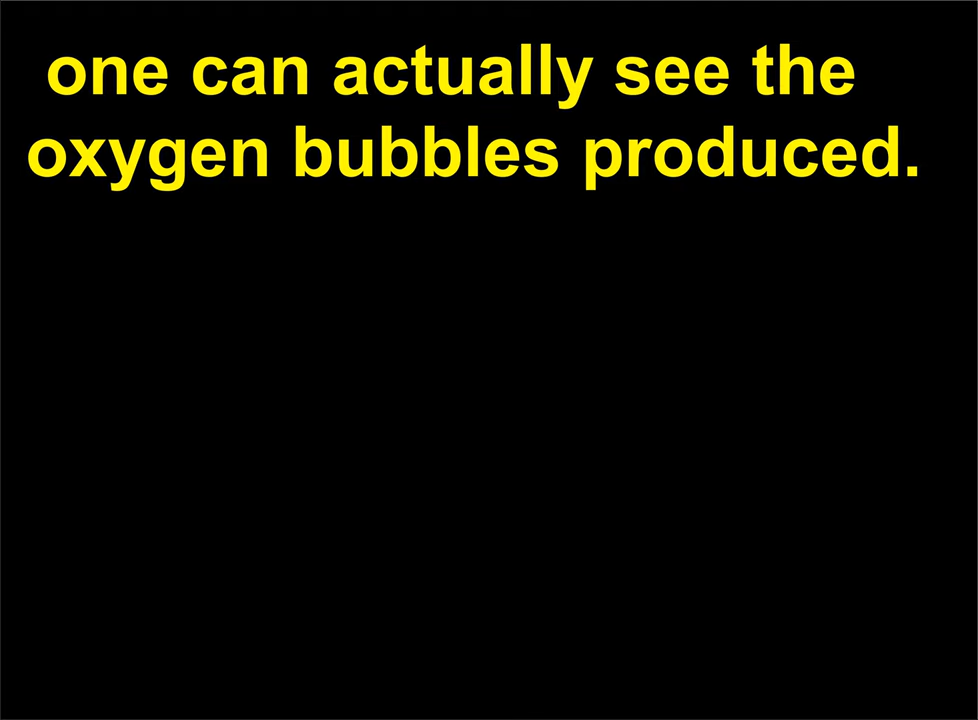 one can actually see the
oxygen bubbles produced.